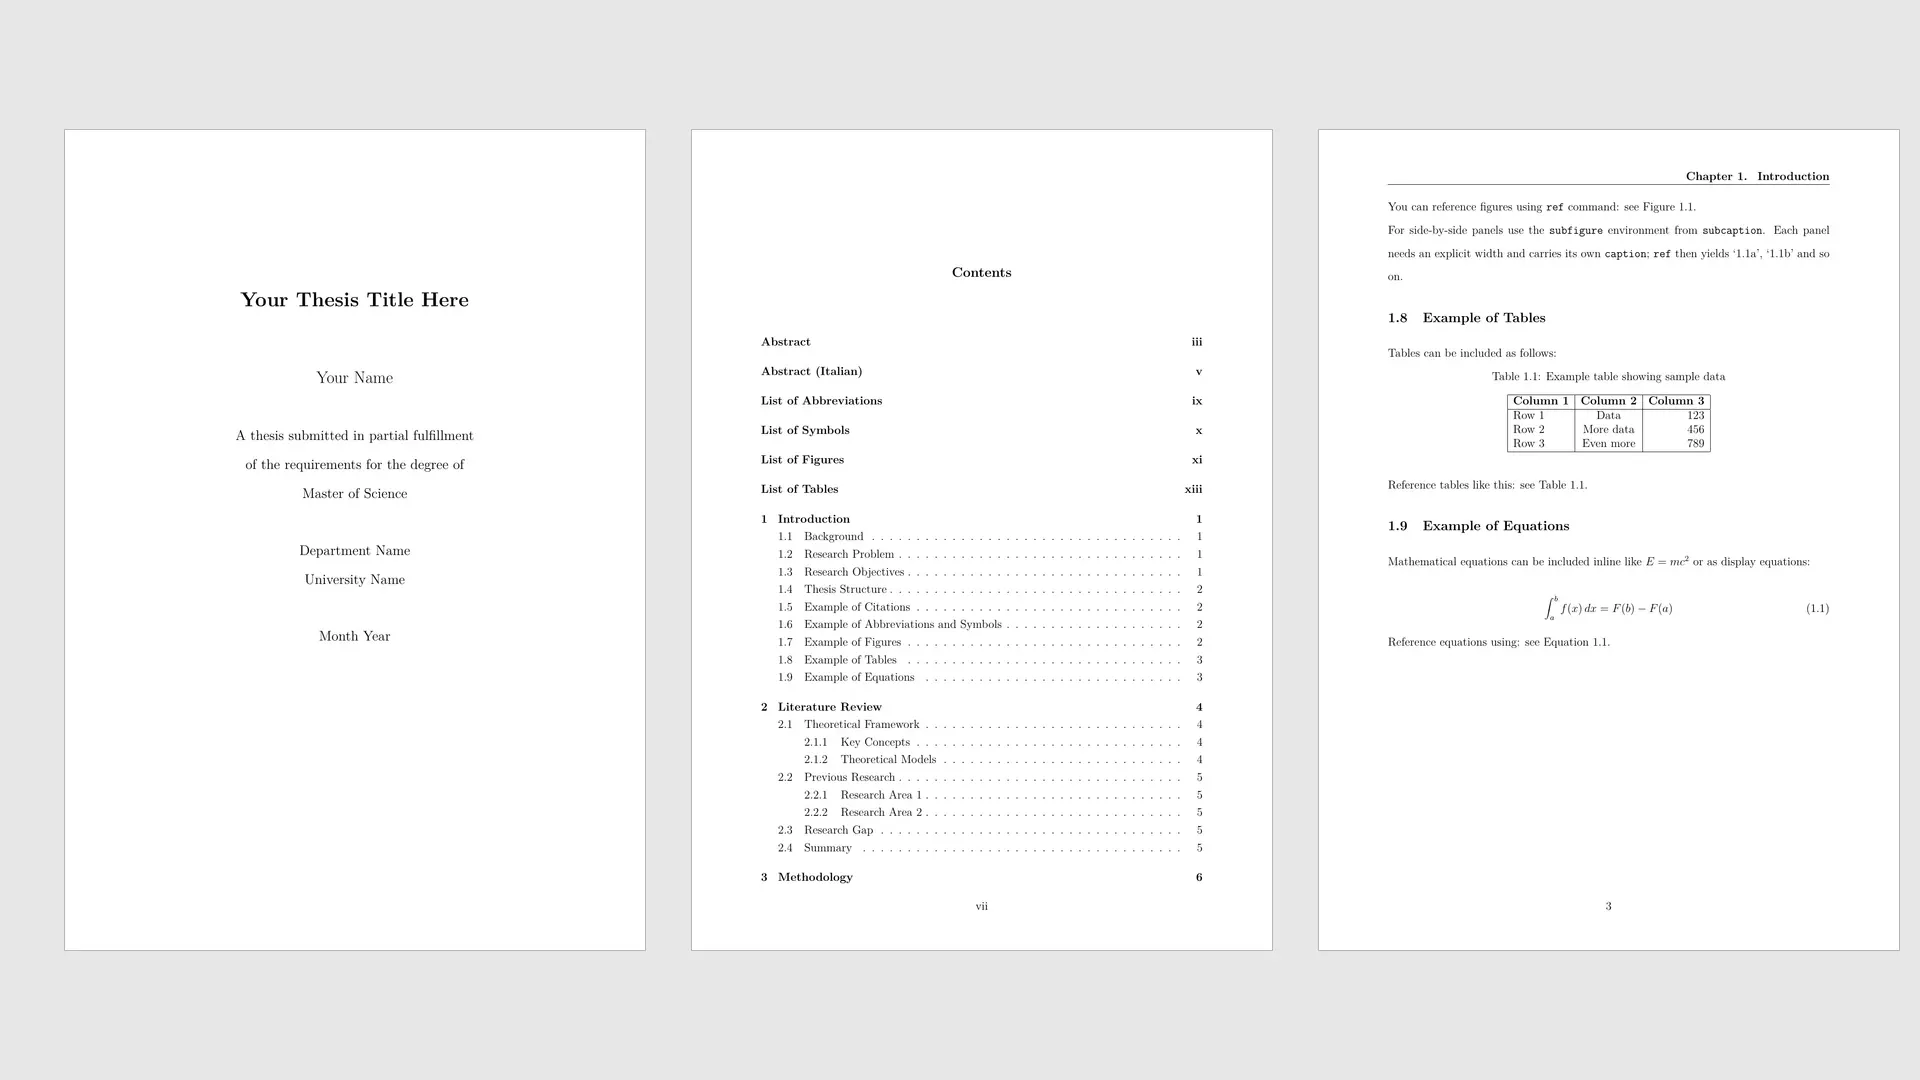 Your Thesis Title Here
Your Name
A thesis submitted in partial fulfillment
of the requirements for the degree of
Master of Science
Department Name
University Name
Month Year
Contents
Abstract iii
Abstract (Italian) v
List of Abbreviations ix
List of Symbols x
List of Figures xi
List of Tables xiii
1 Introduction 1
1.1 Background . . . . . . . . . . . . . . . . . . . . . . . . . . . . . . . . . . . 1
1.2 Research Problem . . . . . . . . . . . . . . . . . . . . . . . . . . . . . . . . 1
1.3 Research Objectives . . . . . . . . . . . . . . . . . . . . . . . . . . . . . . . 1
1.4 Thesis Structure . . . . . . . . . . . . . . . . . . . . . . . . . . . . . . . . . 2
1.5 Example of Citations . . . . . . . . . . . . . . . . . . . . . . . . . . . . . . 2
1.6 Example of Abbreviations and Symbols . . . . . . . . . . . . . . . . . . . . 2
1.7 Example of Figures . . . . . . . . . . . . . . . . . . . . . . . . . . . . . . . 2
1.8 Example of Tables . . . . . . . . . . . . . . . . . . . . . . . . . . . . . . . 3
1.9 Example of Equations . . . . . . . . . . . . . . . . . . . . . . . . . . . . . 3
2 Literature Review 4
2.1 Theoretical Framework . . . . . . . . . . . . . . . . . . . . . . . . . . . . . 4
2.1.1 Key Concepts . . . . . . . . . . . . . . . . . . . . . . . . . . . . . . 4
2.1.2 Theoretical Models . . . . . . . . . . . . . . . . . . . . . . . . . . . 4
2.2 Previous Research . . . . . . . . . . . . . . . . . . . . . . . . . . . . . . . . 5
2.2.1 Research Area 1 . . . . . . . . . . . . . . . . . . . . . . . . . . . . . 5
2.2.2 Research Area 2 . . . . . . . . . . . . . . . . . . . . . . . . . . . . . 5
2.3 Research Gap . . . . . . . . . . . . . . . . . . . . . . . . . . . . . . . . . . 5
2.4 Summary . . . . . . . . . . . . . . . . . . . . . . . . . . . . . . . . . . . . 5
3 Methodology 6
vii
Chapter 1. Introduction
You can reference figures using ref command: see Figure 1.1.
For side-by-side panels use the subfigure environment from subcaption. Each panel
needs an explicit width and carries its own caption; ref then yields ‘1.1a’, ‘1.1b’ and so
on.
1.8 Example of Tables
Tables can be included as follows:
Table 1.1: Example table showing sample data
Column 1 Column 2 Column 3
Row 1 Data 123
Row 2 More data 456
Row 3 Even more 789
Reference tables like this: see Table 1.1.
1.9 Example of Equations
Mathematical equations can be included inline like E = mc² or as display equations:
∫ₐᵇ f(x) dx = F(b) − F(a) (1.1)
Reference equations using: see Equation 1.1.
3